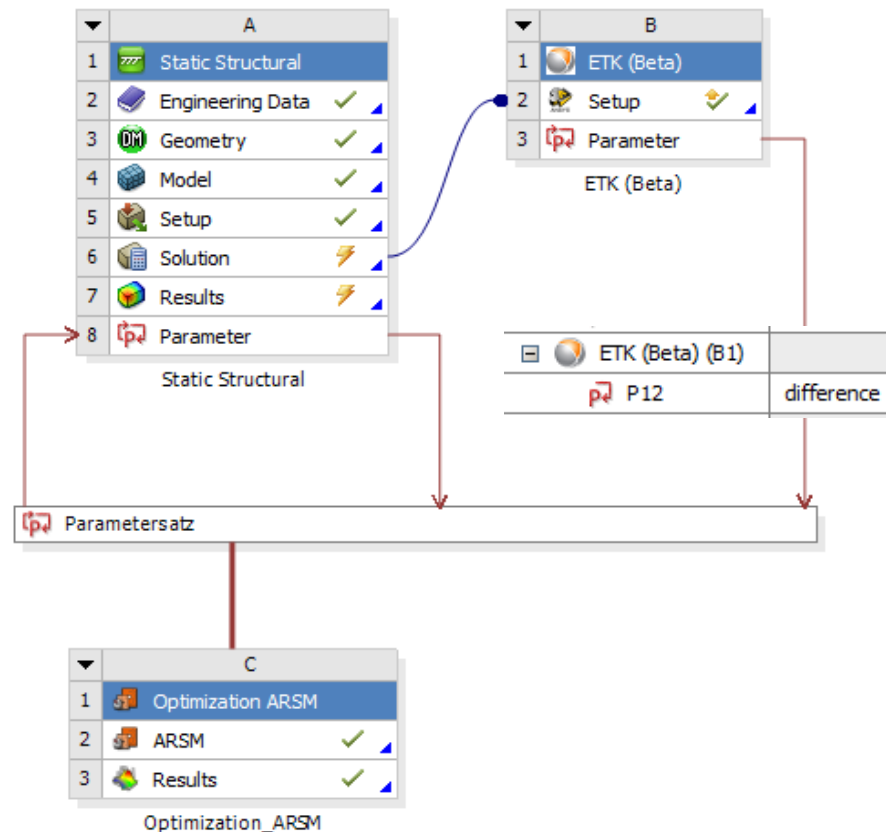 A
1 Static Structural
2 Engineering Data
3 Geometry
4 Model
5 Setup
6 Solution
7 Results
8 Parameter
Static Structural
B
1 ETK (Beta)
2 Setup
3 Parameter
ETK (Beta)
ETK (Beta) (B1)
P12 difference
Parametersatz
C
1 Optimization ARSM
2 ARSM
3 Results
Optimization_ARSM